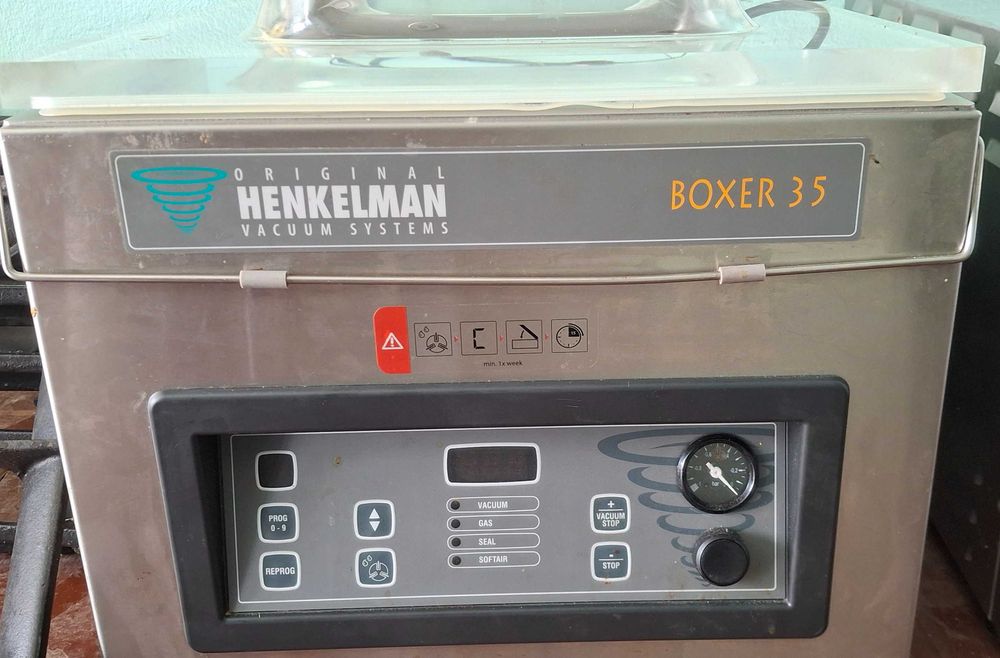 ORIGINAL
HENKELMAN
VACUUM SYSTEMS
BOXER 35
min. 1x week
PROG
0 - 9
REPROG
VACUUM
GAS
SEAL
SOFTAIR
+
VACUUM
STOP
-
STOP
bar